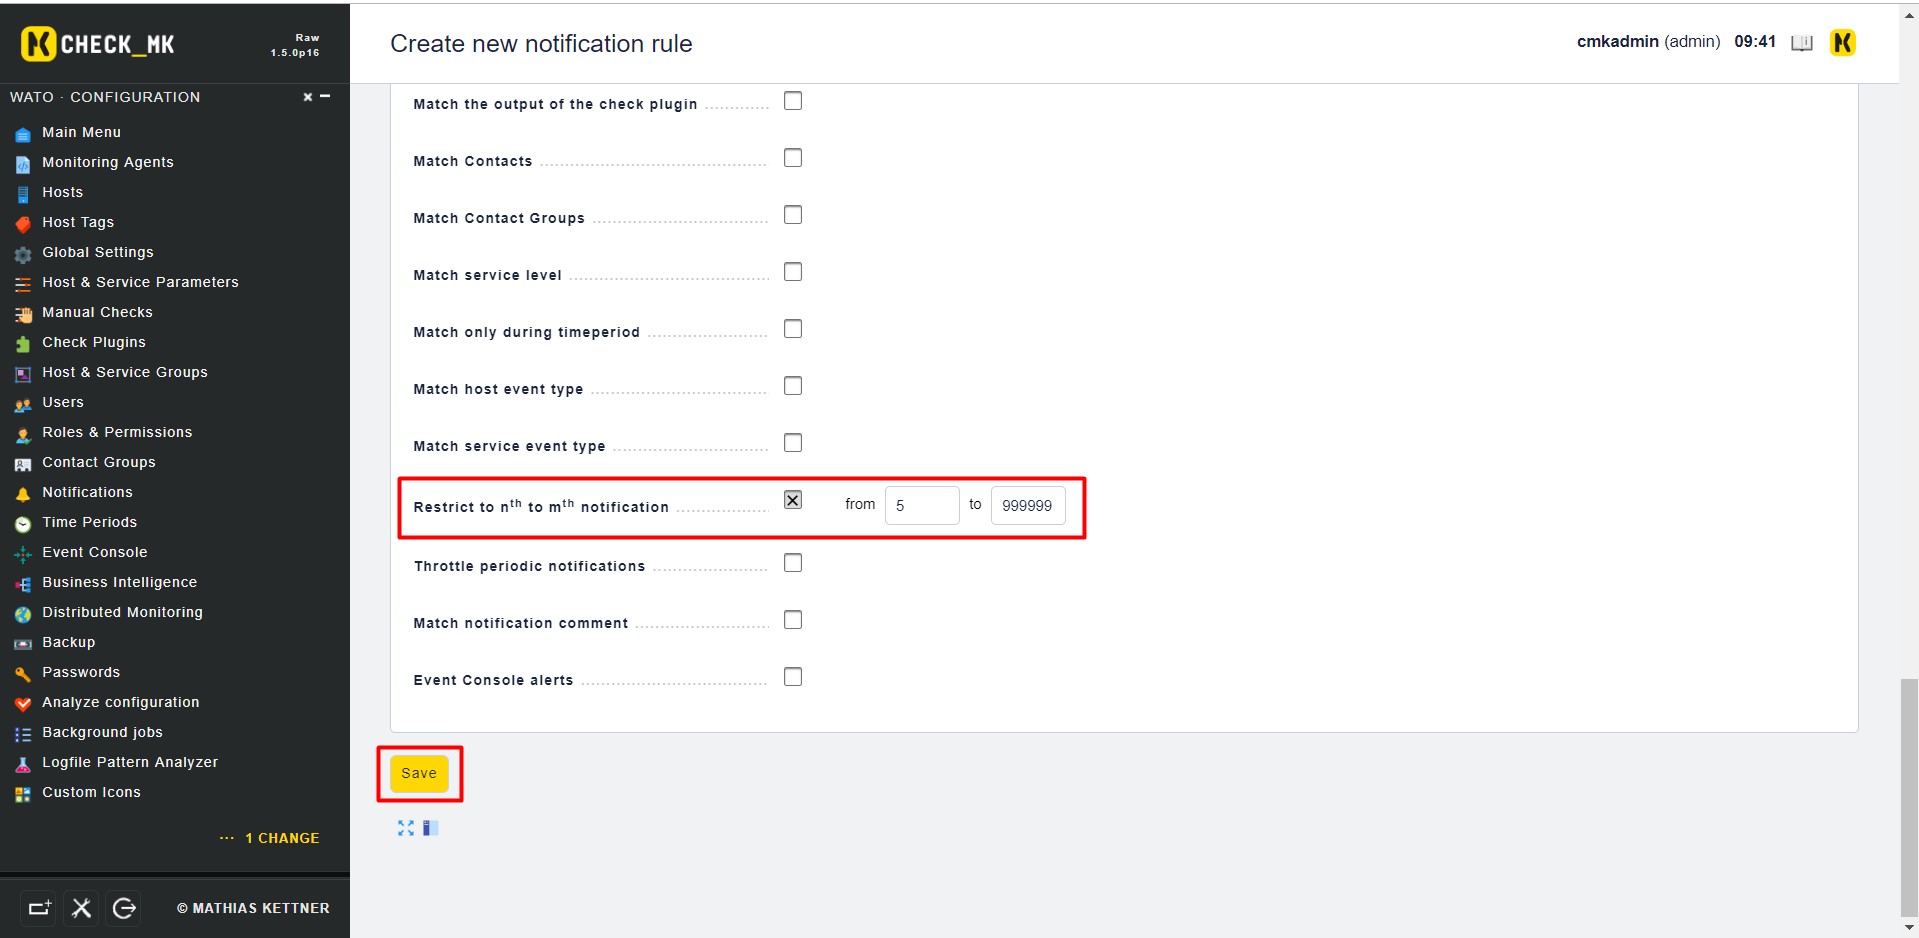 CHECK_MK
Raw
1.5.0p16
Create new notification rule
cmkadmin (admin) 09:41
WATO · CONFIGURATION
Main Menu
Monitoring Agents
Hosts
Host Tags
Global Settings
Host & Service Parameters
Manual Checks
Check Plugins
Host & Service Groups
Users
Roles & Permissions
Contact Groups
Notifications
Time Periods
Event Console
Business Intelligence
Distributed Monitoring
Backup
Passwords
Analyze configuration
Background jobs
Logfile Pattern Analyzer
Custom Icons
··· 1 CHANGE
© MATHIAS KETTNER
Match the output of the check plugin
Match Contacts
Match Contact Groups
Match service level
Match only during timeperiod
Match host event type
Match service event type
Restrict to nth to mth notification from 5 to 999999
Throttle periodic notifications
Match notification comment
Event Console alerts
Save